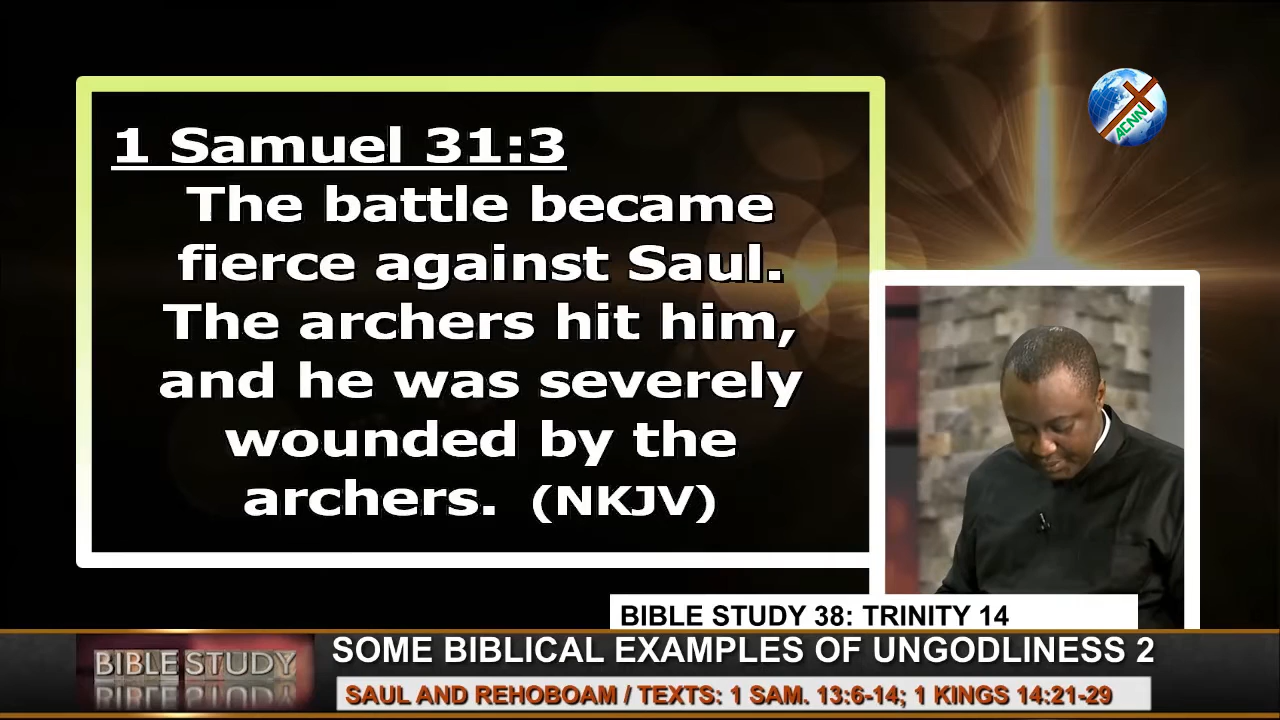 1 Samuel 31:3
The battle became
fierce against Saul.
The archers hit him,
and he was severely
wounded by the
archers. (NKJV)
ACNN
BIBLE STUDY 38: TRINITY 14
BIBLE STUDY
SOME BIBLICAL EXAMPLES OF UNGODLINESS 2
SAUL AND REHOBOAM / TEXTS: 1 SAM. 13:6-14; 1 KINGS 14:21-29